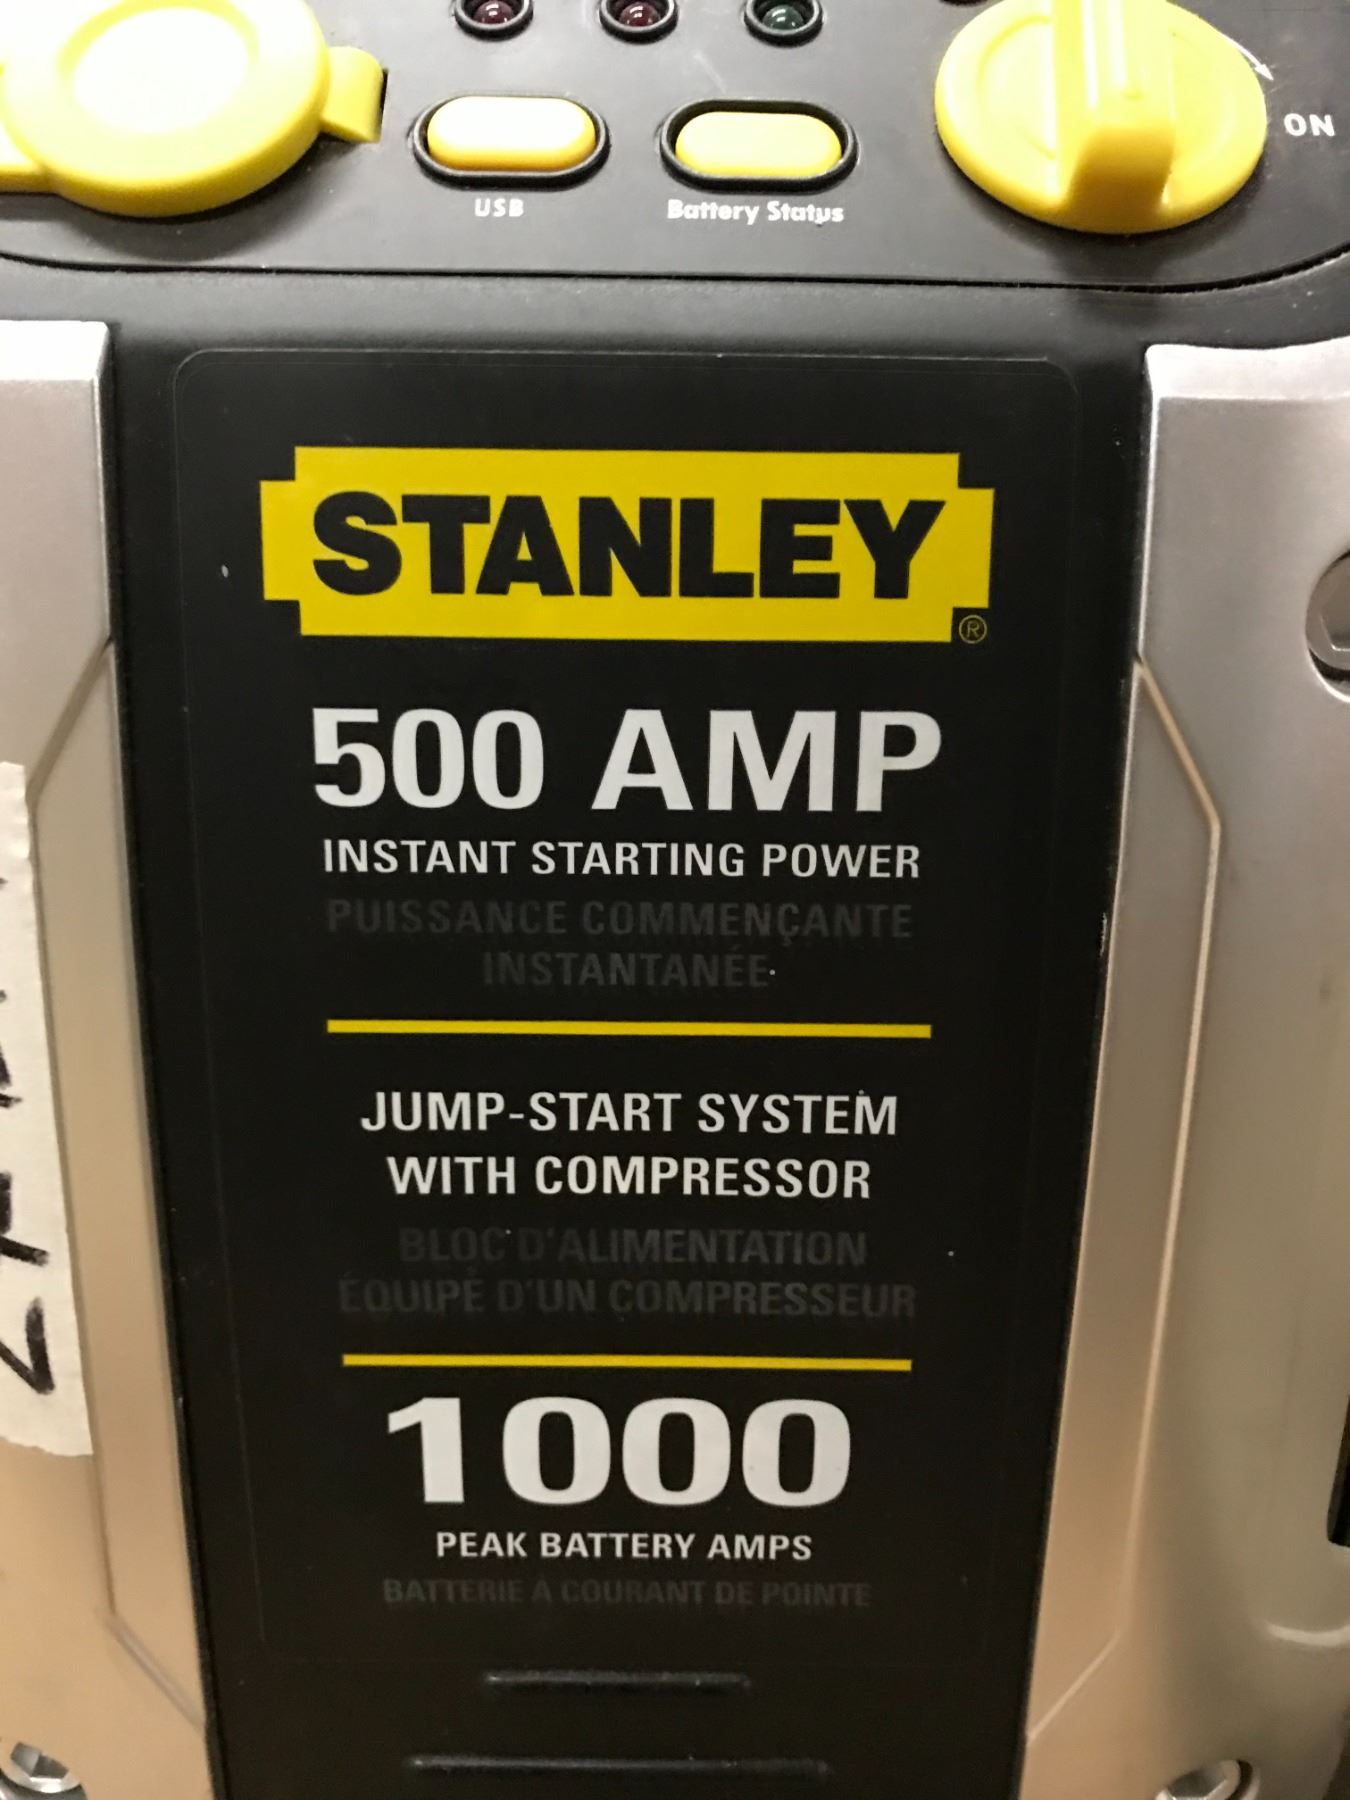 ON
USB
Battery Status
STANLEY
®
500 AMP
INSTANT STARTING POWER
PUISSANCE COMMENÇANTE
INSTANTANÉE
JUMP-START SYSTEM
WITH COMPRESSOR
BLOC D'ALIMENTATION
ÉQUIPÉ D'UN COMPRESSEUR
1000
PEAK BATTERY AMPS
BATTERIE À COURANT DE POINTE